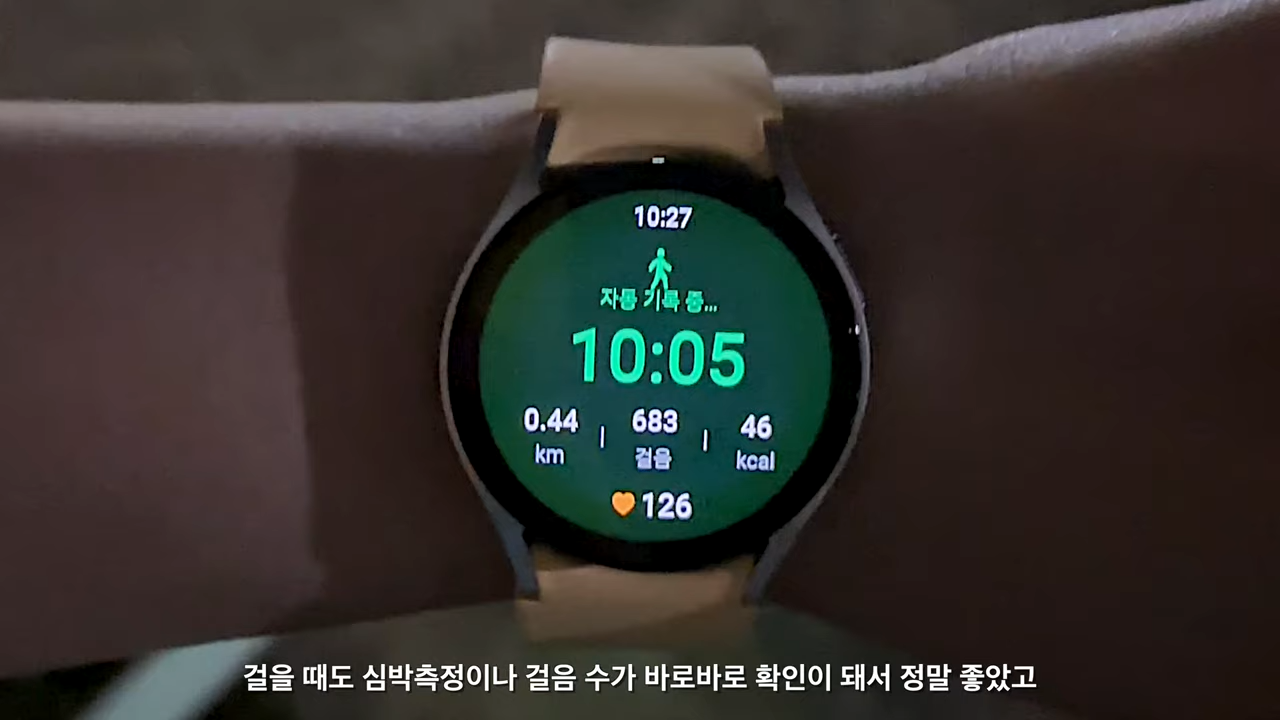 10:27
자동 기록 중...
10:05
0.44 683 46
km 걸음 kcal
126
걸을 때도 심박측정이나 걸음 수가 바로바로 확인이 돼서 정말 좋았고